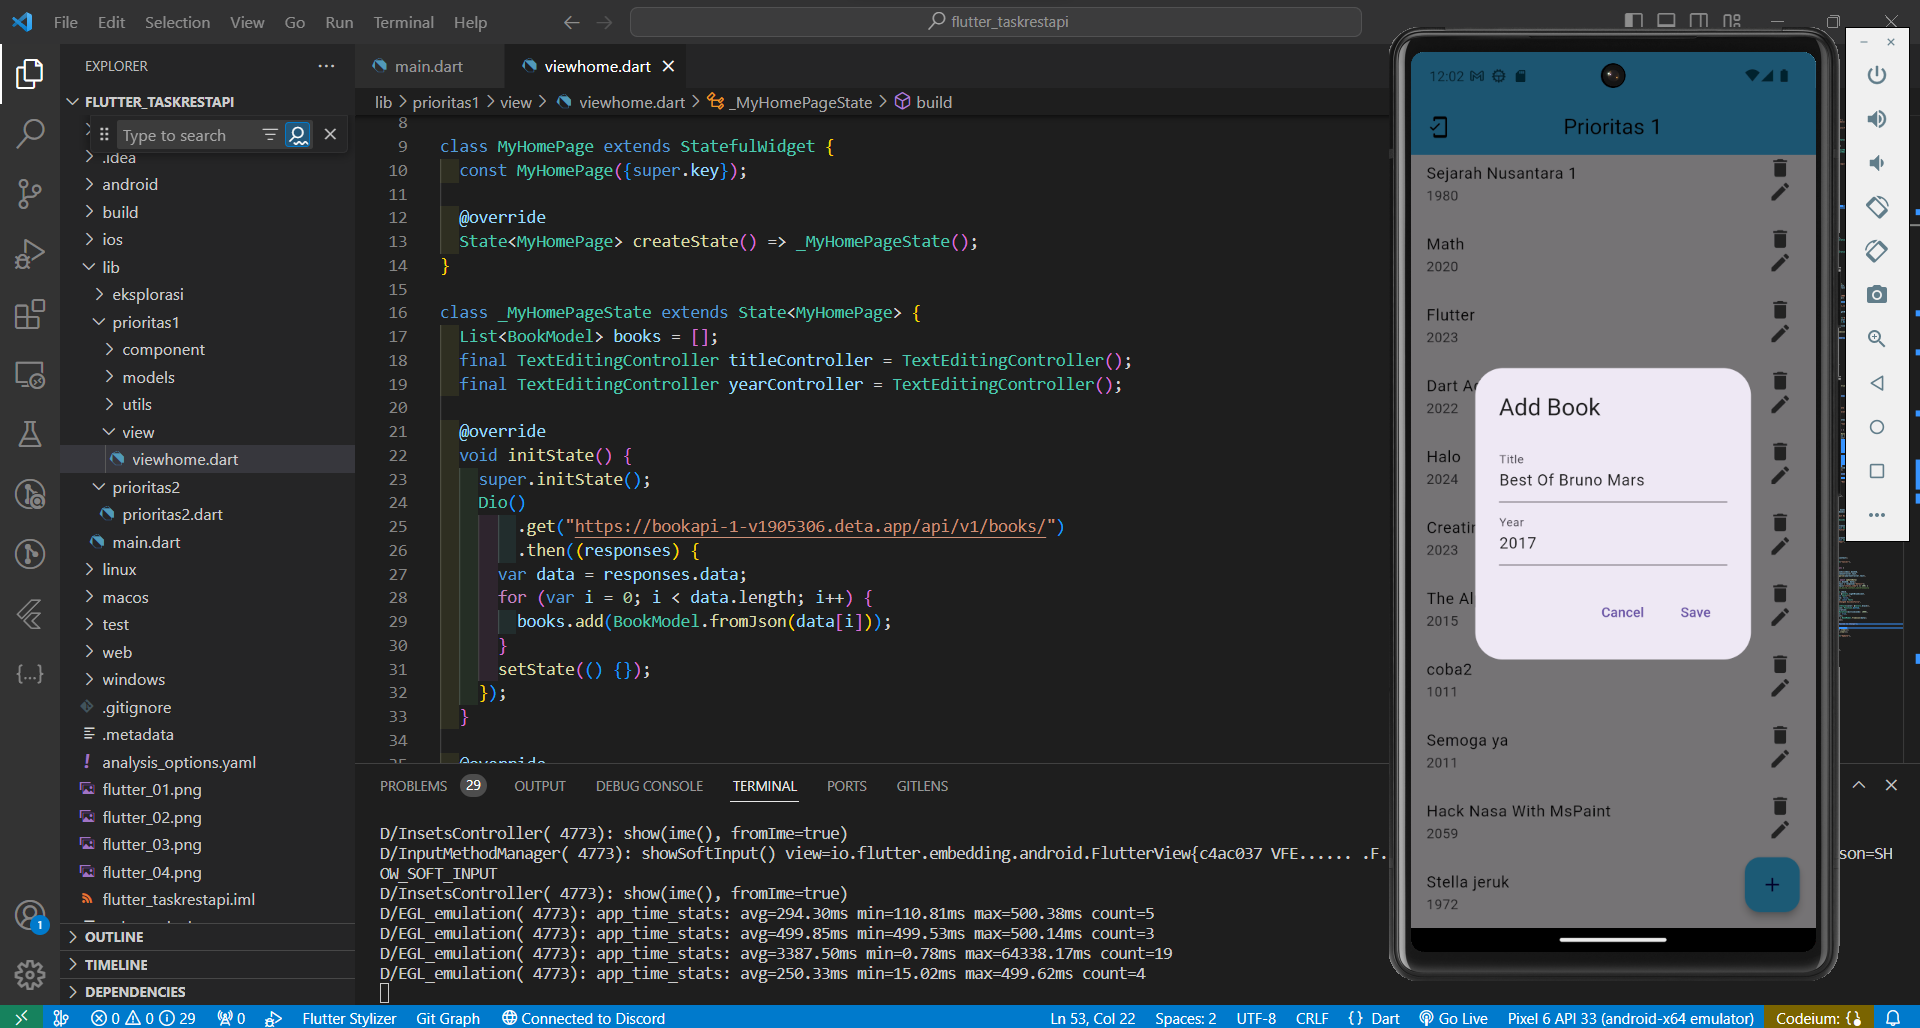 File Edit Selection View Go Run Terminal Help
flutter_taskrestapi
EXPLORER
FLUTTER_TASKRESTAPI
Type to search
.idea
android
build
ios
lib
eksplorasi
prioritas1
component
models
utils
view
viewhome.dart
prioritas2
prioritas2.dart
main.dart
linux
macos
test
web
windows
.gitignore
.metadata
analysis_options.yaml
flutter_01.png
flutter_02.png
flutter_03.png
flutter_04.png
flutter_taskrestapi.iml
OUTLINE
TIMELINE
DEPENDENCIES
1
main.dart
viewhome.dart
lib > prioritas1 > view > viewhome.dart > _MyHomePageState > build
8
9 class MyHomePage extends StatefulWidget {
10 const MyHomePage({super.key});
11
12 @override
13 State<MyHomePage> createState() => _MyHomePageState();
14 }
15
16 class _MyHomePageState extends State<MyHomePage> {
17 List<BookModel> books = [];
18 final TextEditingController titleController = TextEditingController();
19 final TextEditingController yearController = TextEditingController();
20
21 @override
22 void initState() {
23 super.initState();
24 Dio()
25 .get("https://bookapi-1-v1905306.deta.app/api/v1/books/")
26 .then((responses) {
27 var data = responses.data;
28 for (var i = 0; i < data.length; i++) {
29 books.add(BookModel.fromJson(data[i]));
30 }
31 setState(() {});
32 });
33 }
34
35 @override
PROBLEMS 29 OUTPUT DEBUG CONSOLE TERMINAL PORTS GITLENS
D/InsetsController( 4773): show(ime(), fromIme=true)
D/InputMethodManager( 4773): showSoftInput() view=io.flutter.embedding.android.FlutterView{c4ac037 VFE...... .F. son=SH
OW_SOFT_INPUT
D/InsetsController( 4773): show(ime(), fromIme=true)
D/EGL_emulation( 4773): app_time_stats: avg=294.30ms min=110.81ms max=500.38ms count=5
D/EGL_emulation( 4773): app_time_stats: avg=499.85ms min=499.53ms max=500.14ms count=3
D/EGL_emulation( 4773): app_time_stats: avg=3387.50ms min=0.78ms max=64338.17ms count=19
D/EGL_emulation( 4773): app_time_stats: avg=250.33ms min=15.02ms max=499.62ms count=4
12:02
Prioritas 1
Sejarah Nusantara 1
1980
Math
2020
Flutter
2023
Dart A
2022
Halo
2024
Creatin
2023
The Al
2015
coba2
1011
Semoga ya
2011
Hack Nasa With MsPaint
2059
Stella jeruk
1972
+
Add Book
Title
Best Of Bruno Mars
Year
2017
Cancel Save
0 0 29 0 Flutter Stylizer Git Graph Connected to Discord Ln 53, Col 22 Spaces: 2 UTF-8 CRLF {} Dart Go Live Pixel 6 API 33 (android-x64 emulator) Codeium: {}